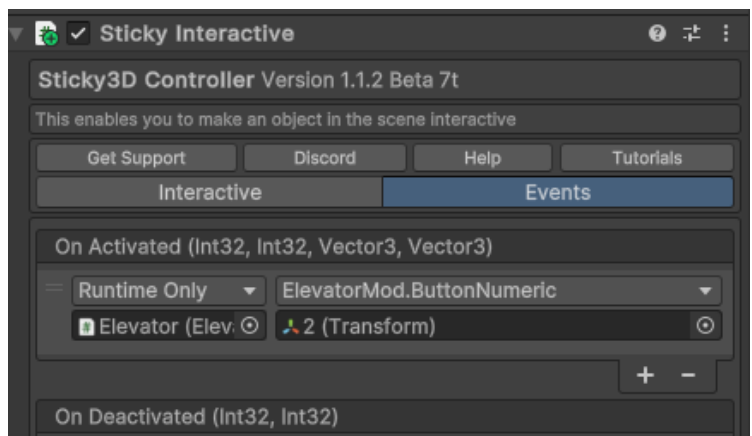 Sticky Interactive
Sticky3D Controller Version 1.1.2 Beta 7t
This enables you to make an object in the scene interactive
Get Support Discord Help Tutorials
Interactive Events
On Activated (Int32, Int32, Vector3, Vector3)
Runtime Only ElevatorMod.ButtonNumeric
Elevator (Elev 2 (Transform)
+ −
On Deactivated (Int32, Int32)